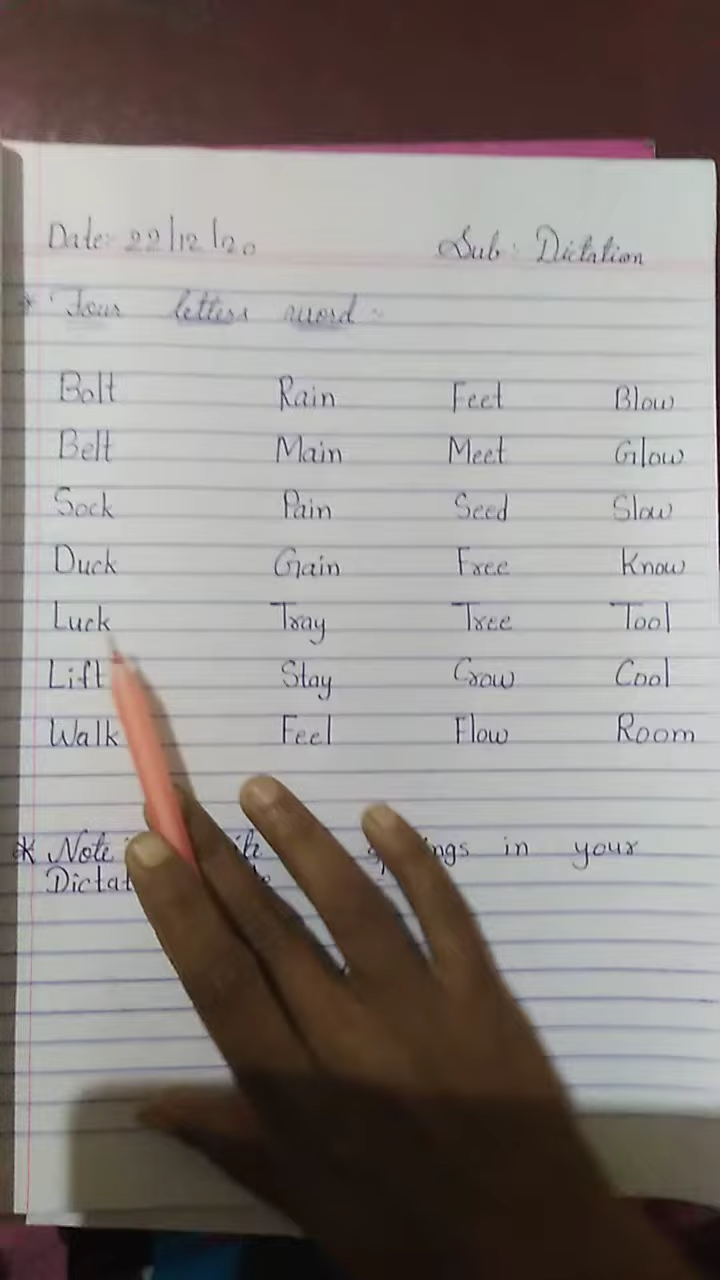 Date: 22/12/20 Sub: Dictation
* Four letters word:-
Bolt Rain Feet Blow
Belt Main Meet Glow
Sock Pain Seed Slow
Duck Gain Free Know
Luck Tray Tree Tool
Lift Stay Crow Cool
Walk Feel Flow Room
* Note in your